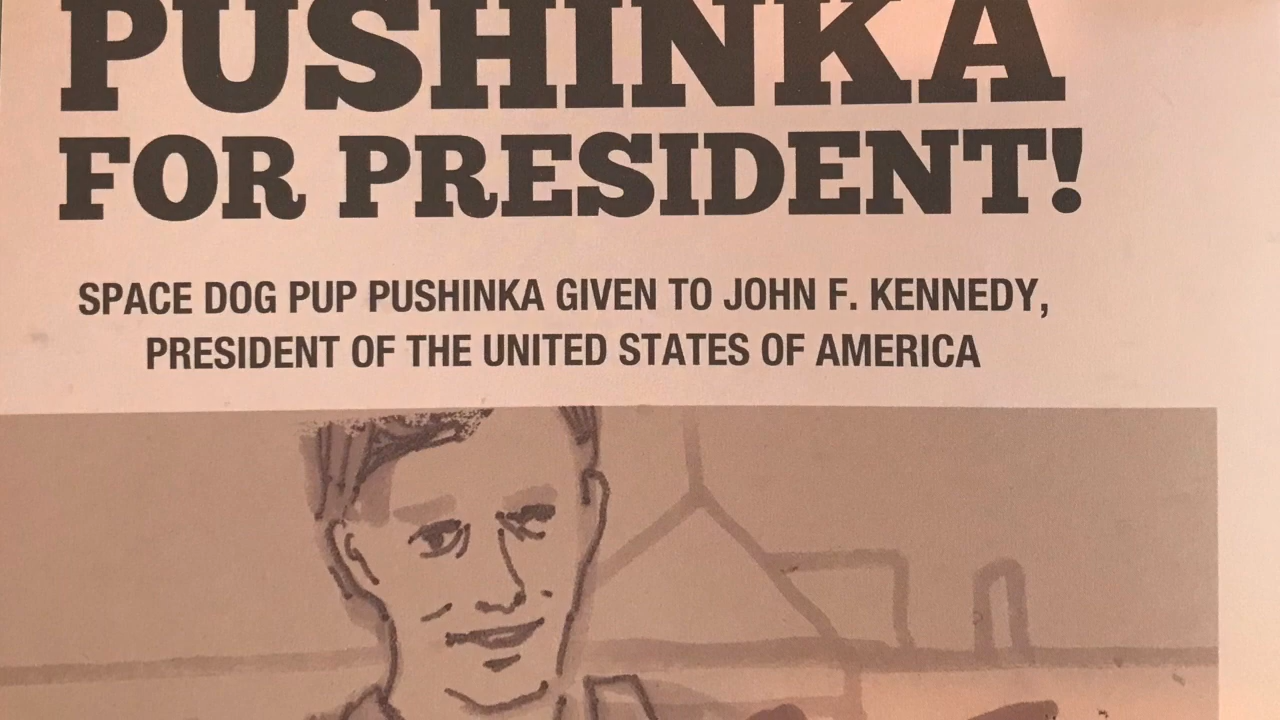 PUSHINKA
FOR PRESIDENT!
SPACE DOG PUP PUSHINKA GIVEN TO JOHN F. KENNEDY,
PRESIDENT OF THE UNITED STATES OF AMERICA